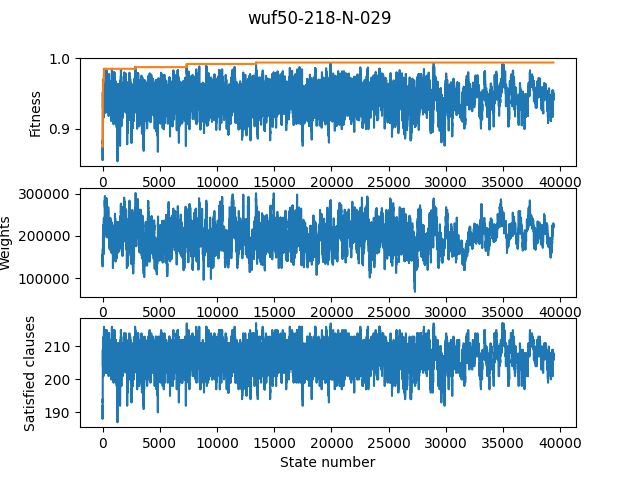 wuf50-218-N-029
Fitness
1.0
0.9
0 5000 10000 15000 20000 25000 30000 35000 40000
Weights
300000
200000
100000
0 5000 10000 15000 20000 25000 30000 35000 40000
Satisfied clauses
210
200
190
0 5000 10000 15000 20000 25000 30000 35000 40000
State number